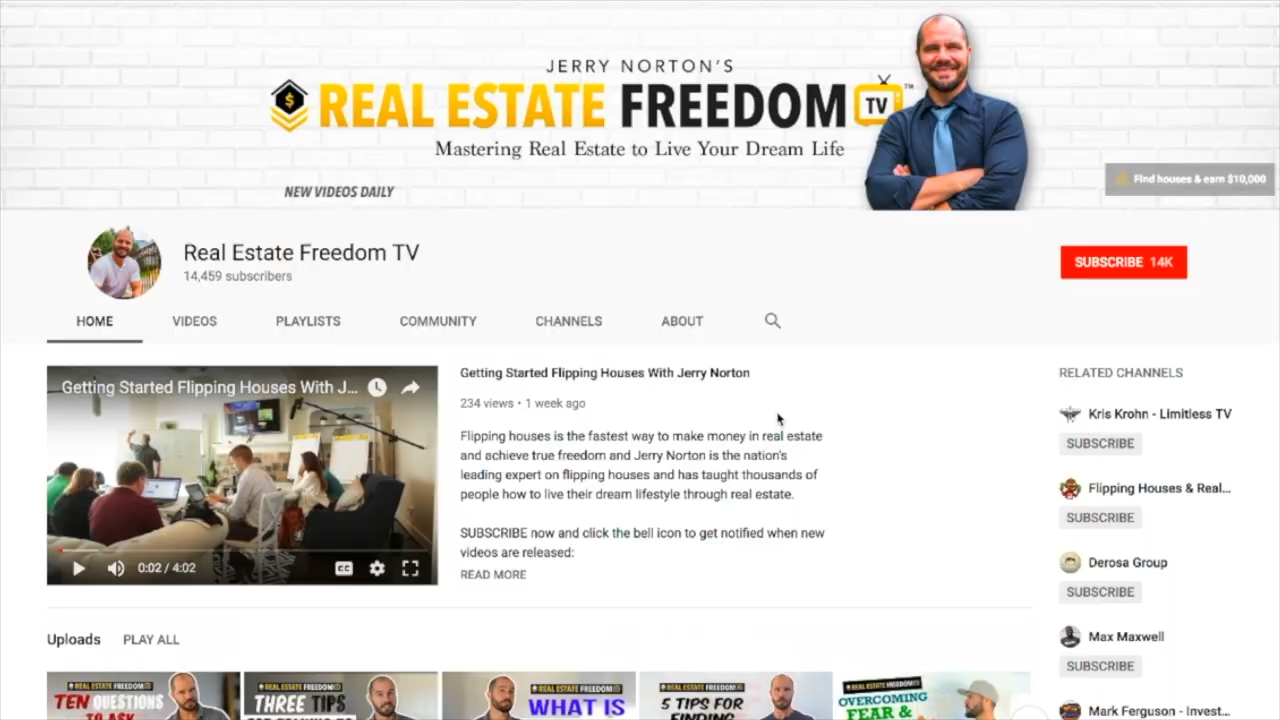 JERRY NORTON'S
REAL ESTATE FREEDOM TV™
Mastering Real Estate to Live Your Dream Life
NEW VIDEOS DAILY
Find houses & earn $10,000
Real Estate Freedom TV
14,459 subscribers
SUBSCRIBE 14K
HOME VIDEOS PLAYLISTS COMMUNITY CHANNELS ABOUT
Getting Started Flipping Houses With J...
0:02 / 4:02
CC
Getting Started Flipping Houses With Jerry Norton
234 views • 1 week ago
Flipping houses is the fastest way to make money in real estate
and achieve true freedom and Jerry Norton is the nation's
leading expert on flipping houses and has taught thousands of
people how to live their dream lifestyle through real estate.
SUBSCRIBE now and click the bell icon to get notified when new
videos are released:
READ MORE
RELATED CHANNELS
Kris Krohn - Limitless TV
SUBSCRIBE
Flipping Houses & Real...
SUBSCRIBE
Derosa Group
SUBSCRIBE
Max Maxwell
SUBSCRIBE
Mark Ferguson - Invest...
Uploads PLAY ALL
REAL ESTATE FREEDOM
TEN QUESTIONS
TO ASK
REAL ESTATE FREEDOM
THREE TIPS
REAL ESTATE FREEDOM
WHAT IS
REAL ESTATE FREEDOM
5 TIPS FOR
FINDING
REAL ESTATE FREEDOM
OVERCOMING
FEAR &